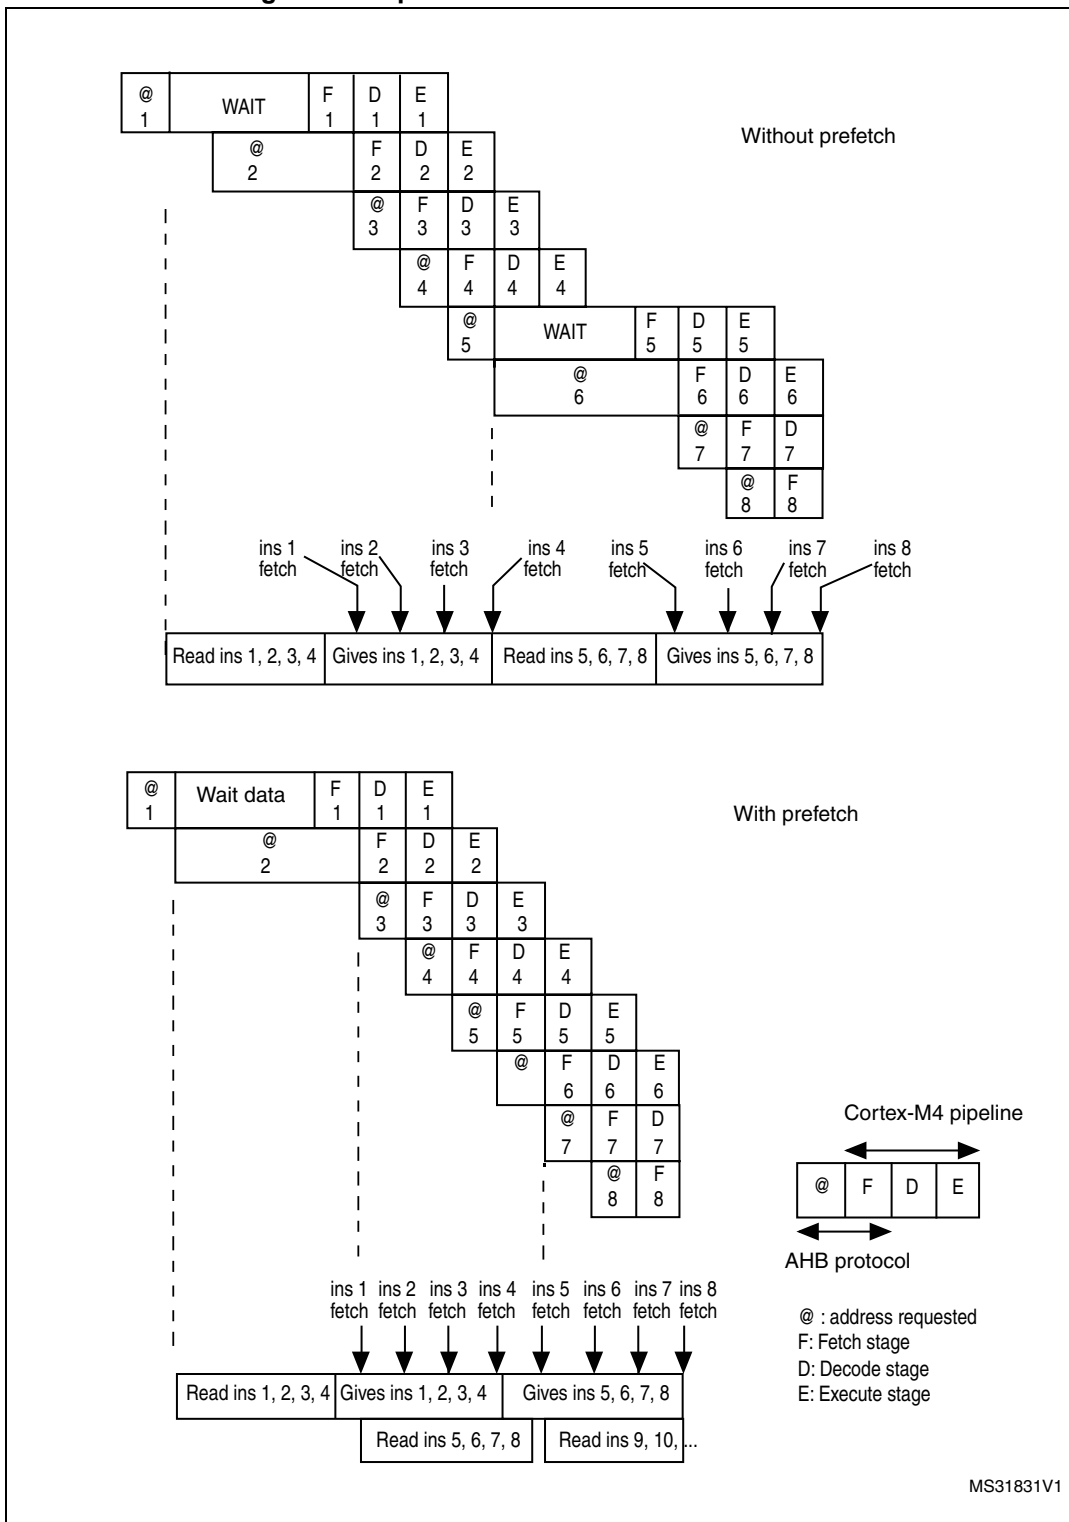 @ WAIT F D E
1 1 1 1
Without prefetch
@ F D E
2 2 2 2
@ F D E
3 3 3 3
@ F D E
4 4 4 4
@ WAIT F D E
5 5 5 5
@ F D E
6 6 6 6
@ F D
7 7 7
@ F
8 8
ins 1 ins 2 ins 3 ins 4 ins 5 ins 6 ins 7 ins 8
fetch fetch fetch fetch fetch fetch fetch fetch
Read ins 1, 2, 3, 4 Gives ins 1, 2, 3, 4 Read ins 5, 6, 7, 8 Gives ins 5, 6, 7, 8
@ Wait data F D E
1 1 1 1
With prefetch
@ F D E
2 2 2 2
@ F D E
3 3 3 3
@ F D E
4 4 4 4
@ F D E
5 5 5 5
@ F D E
6 6 6
@ F D
7 7 7
@ F
8 8
Cortex-M4 pipeline
@ F D E
AHB protocol
ins 1 ins 2 ins 3 ins 4 ins 5 ins 6 ins 7 ins 8
fetch fetch fetch fetch fetch fetch fetch fetch
@ : address requested
F: Fetch stage
D: Decode stage
E: Execute stage
Read ins 1, 2, 3, 4 Gives ins 1, 2, 3, 4 Gives ins 5, 6, 7, 8
Read ins 5, 6, 7, 8 Read ins 9, 10, ...
MS31831V1